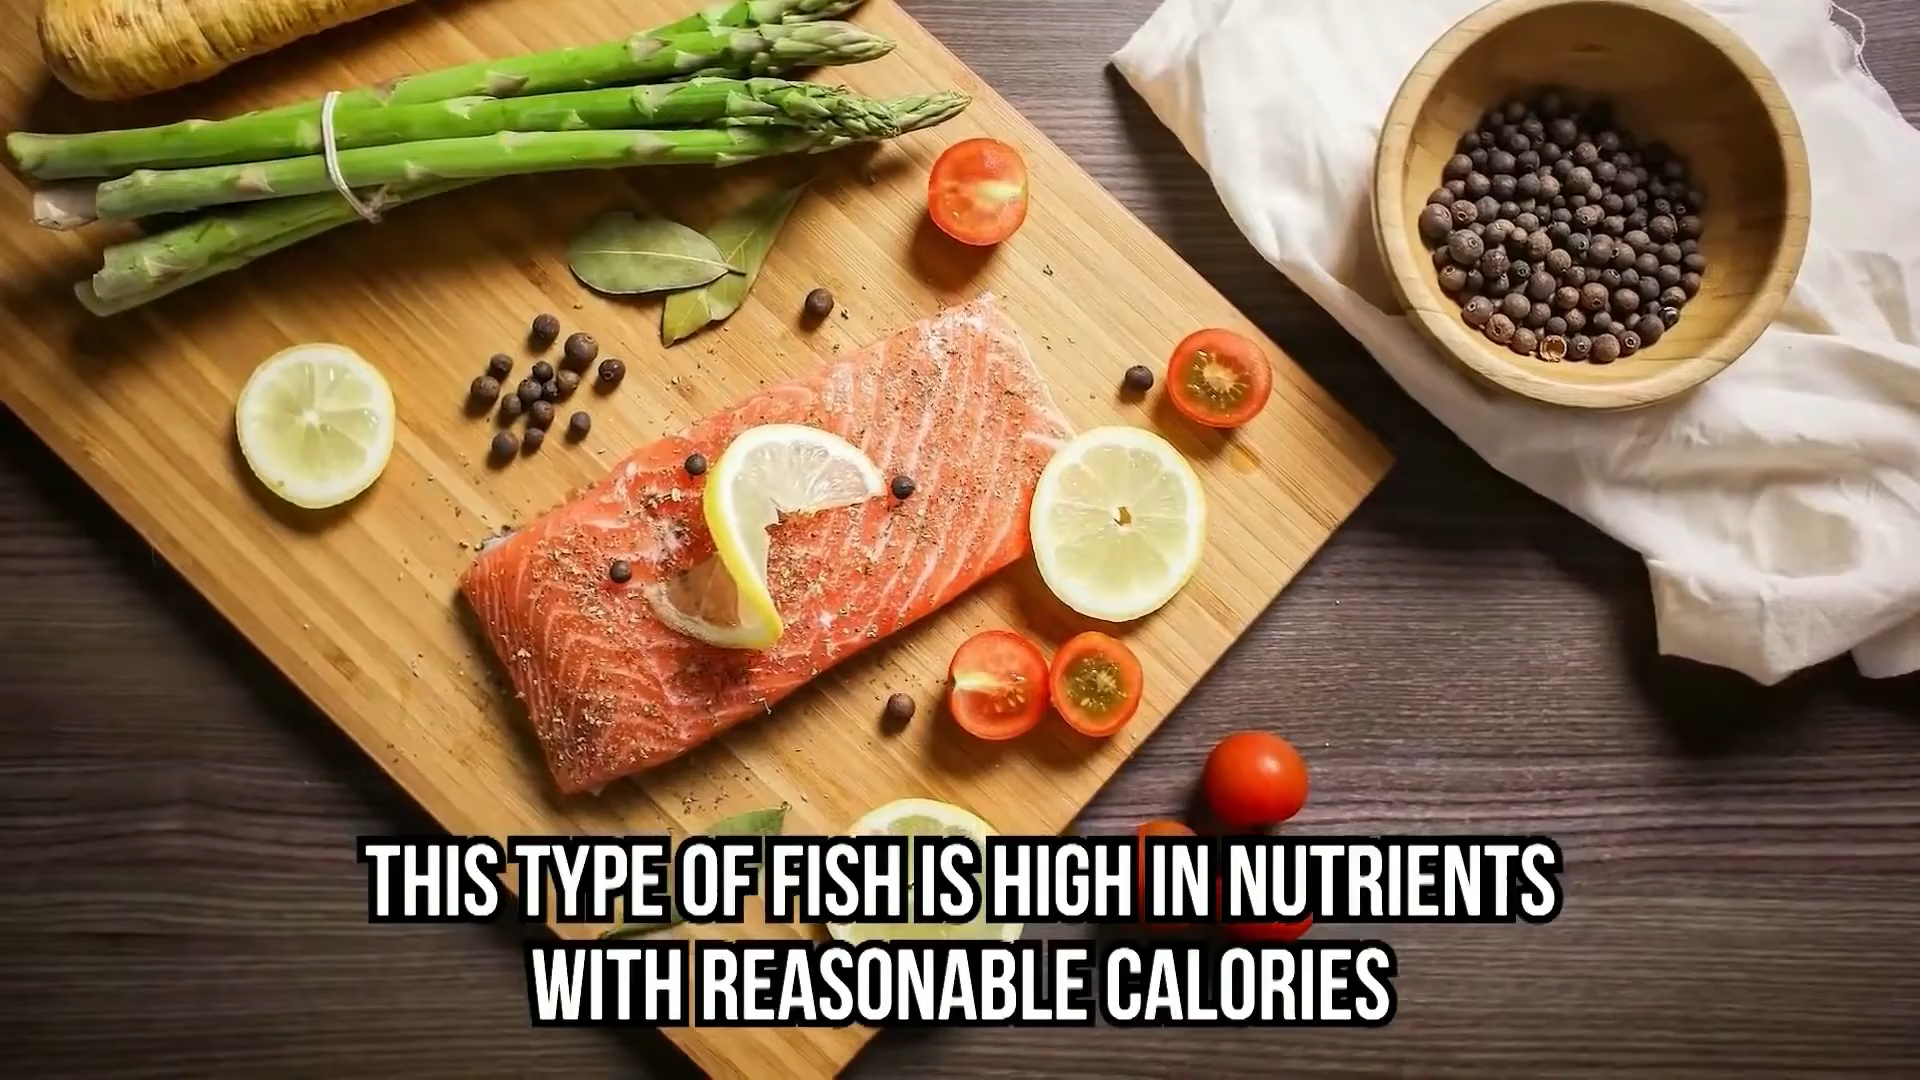 THIS TYPE OF FISH IS HIGH IN NUTRIENTS
WITH REASONABLE CALORIES